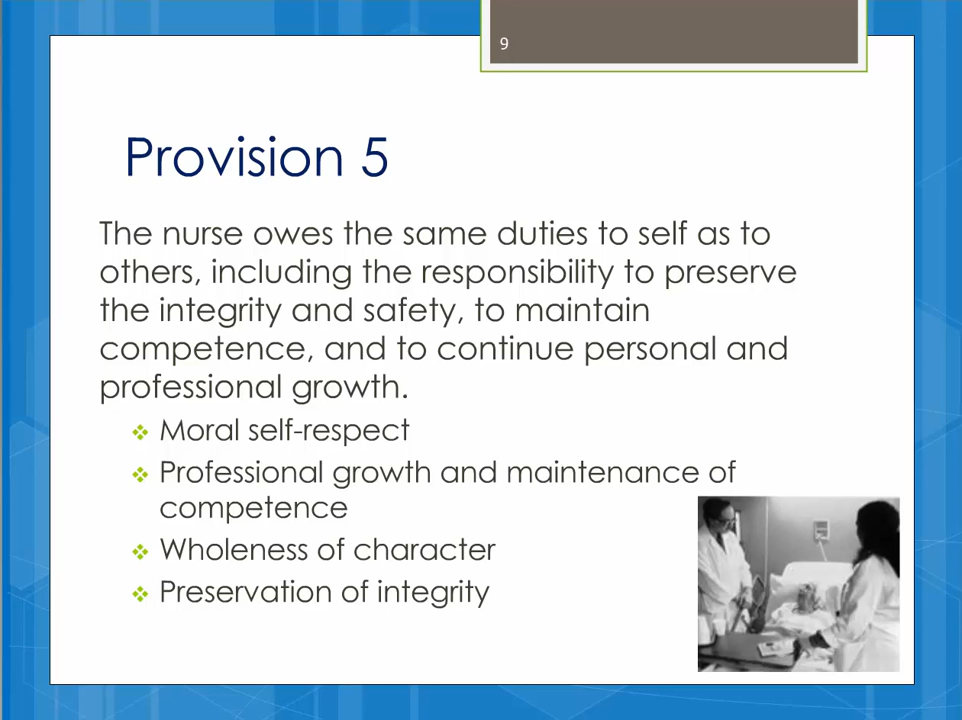 9
Provision 5
The nurse owes the same duties to self as to
others, including the responsibility to preserve
the integrity and safety, to maintain
competence, and to continue personal and
professional growth.
Moral self-respect
Professional growth and maintenance of
competence
Wholeness of character
Preservation of integrity